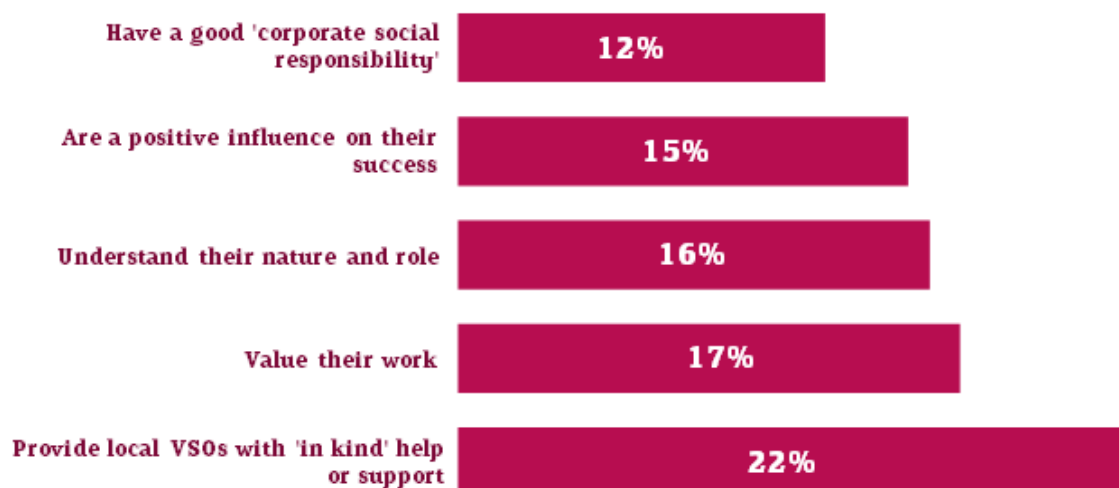 Have a good 'corporate social
responsibility'
12%
Are a positive influence on their
success
15%
Understand their nature and role
16%
Value their work
17%
Provide local VSOs with 'in kind' help
or support
22%